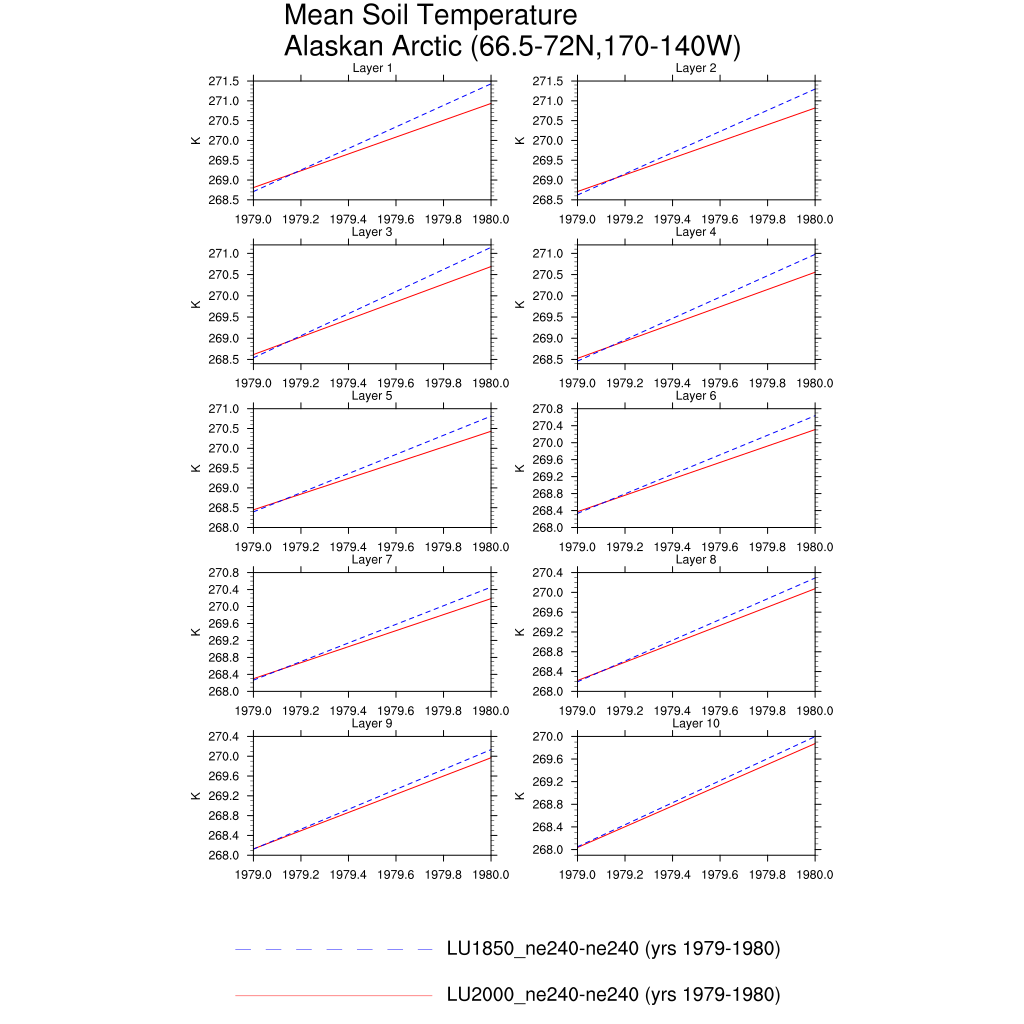 Mean Soil Temperature
Alaskan Arctic (66.5-72N,170-140W)
Layer 1
271.5
271.0
270.5
270.0
269.5
269.0
268.5
K
1979.0 1979.2 1979.4 1979.6 1979.8 1980.0
Layer 2
271.5
271.0
270.5
270.0
269.5
269.0
268.5
K
1979.0 1979.2 1979.4 1979.6 1979.8 1980.0
Layer 3
271.0
270.5
270.0
269.5
269.0
268.5
K
1979.0 1979.2 1979.4 1979.6 1979.8 1980.0
Layer 4
271.0
270.5
270.0
269.5
269.0
268.5
K
1979.0 1979.2 1979.4 1979.6 1979.8 1980.0
Layer 5
271.0
270.5
270.0
269.5
269.0
268.5
268.0
K
1979.0 1979.2 1979.4 1979.6 1979.8 1980.0
Layer 6
270.8
270.4
270.0
269.6
269.2
268.8
268.4
268.0
K
1979.0 1979.2 1979.4 1979.6 1979.8 1980.0
Layer 7
270.8
270.4
270.0
269.6
269.2
268.8
268.4
268.0
K
1979.0 1979.2 1979.4 1979.6 1979.8 1980.0
Layer 8
270.4
270.0
269.6
269.2
268.8
268.4
268.0
K
1979.0 1979.2 1979.4 1979.6 1979.8 1980.0
Layer 9
270.4
270.0
269.6
269.2
268.8
268.4
268.0
K
1979.0 1979.2 1979.4 1979.6 1979.8 1980.0
Layer 10
270.0
269.6
269.2
268.8
268.4
268.0
K
1979.0 1979.2 1979.4 1979.6 1979.8 1980.0
LU1850_ne240-ne240 (yrs 1979-1980)
LU2000_ne240-ne240 (yrs 1979-1980)